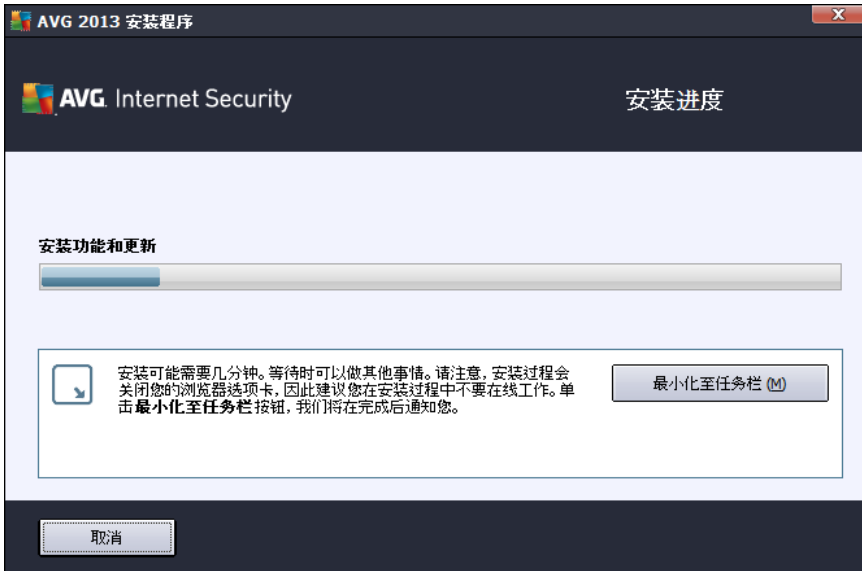 AVG 2013 安装程序
AVG. Internet Security
安装进度
安装功能和更新
安装可能需要几分钟。等待时可以做其他事情。请注意，安装过程会
关闭您的浏览器选项卡，因此建议您在安装过程中不要在线工作。单
击最小化至任务栏按钮，我们将在完成后通知您。
最小化至任务栏 (M)
取消